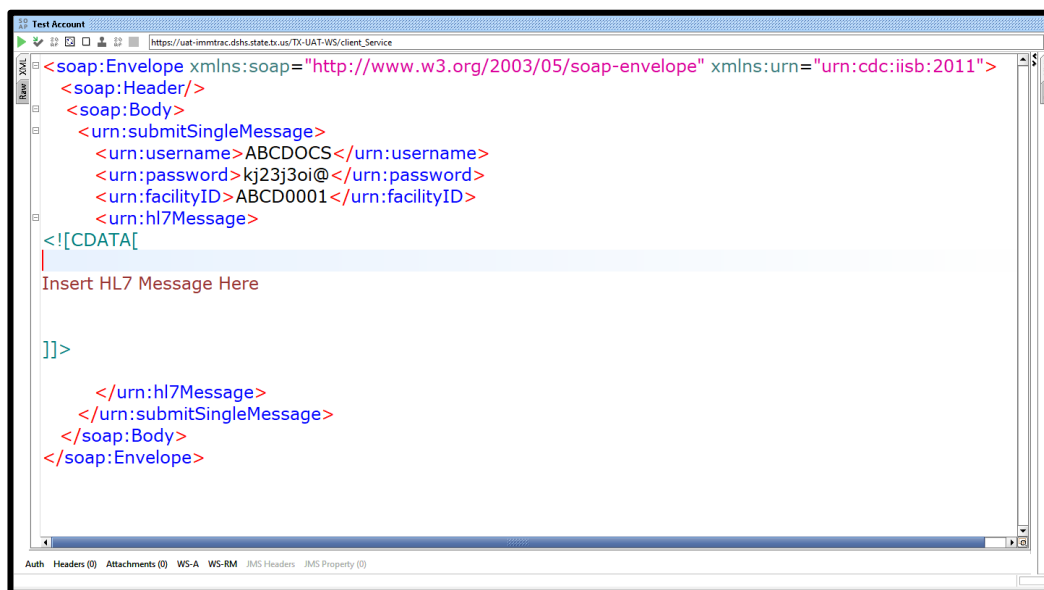 SO AP Test Account
https://uat-immtrac.dshs.state.tx.us/TX-UAT-WS/client_Service
XML
Raw
<soap:Envelope xmlns:soap="http://www.w3.org/2003/05/soap-envelope" xmlns:urn="urn:cdc:iisb:2011">
<soap:Header/>
<soap:Body>
<urn:submitSingleMessage>
<urn:username>ABCDOCS</urn:username>
<urn:password>kj23j3oi@</urn:password>
<urn:facilityID>ABCD0001</urn:facilityID>
<urn:hl7Message>
<![CDATA[
Insert HL7 Message Here
]]>
</urn:hl7Message>
</urn:submitSingleMessage>
</soap:Body>
</soap:Envelope>
Auth Headers (0) Attachments (0) WS-A WS-RM JMS Headers JMS Property (0)